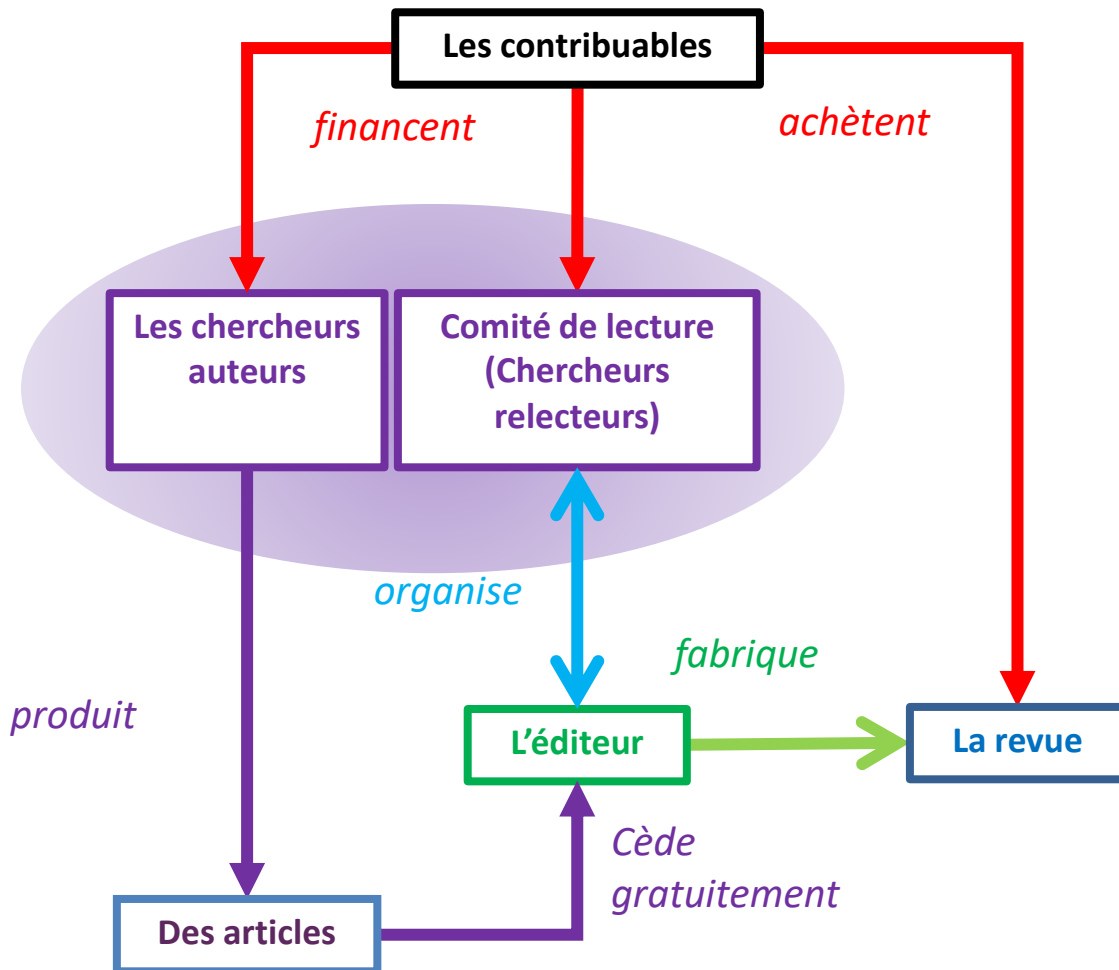 Les contribuables
financent
achètent
Les chercheurs
auteurs
Comité de lecture
(Chercheurs
relecteurs)
organise
fabrique
produit
L'éditeur
La revue
Cède
gratuitement
Des articles